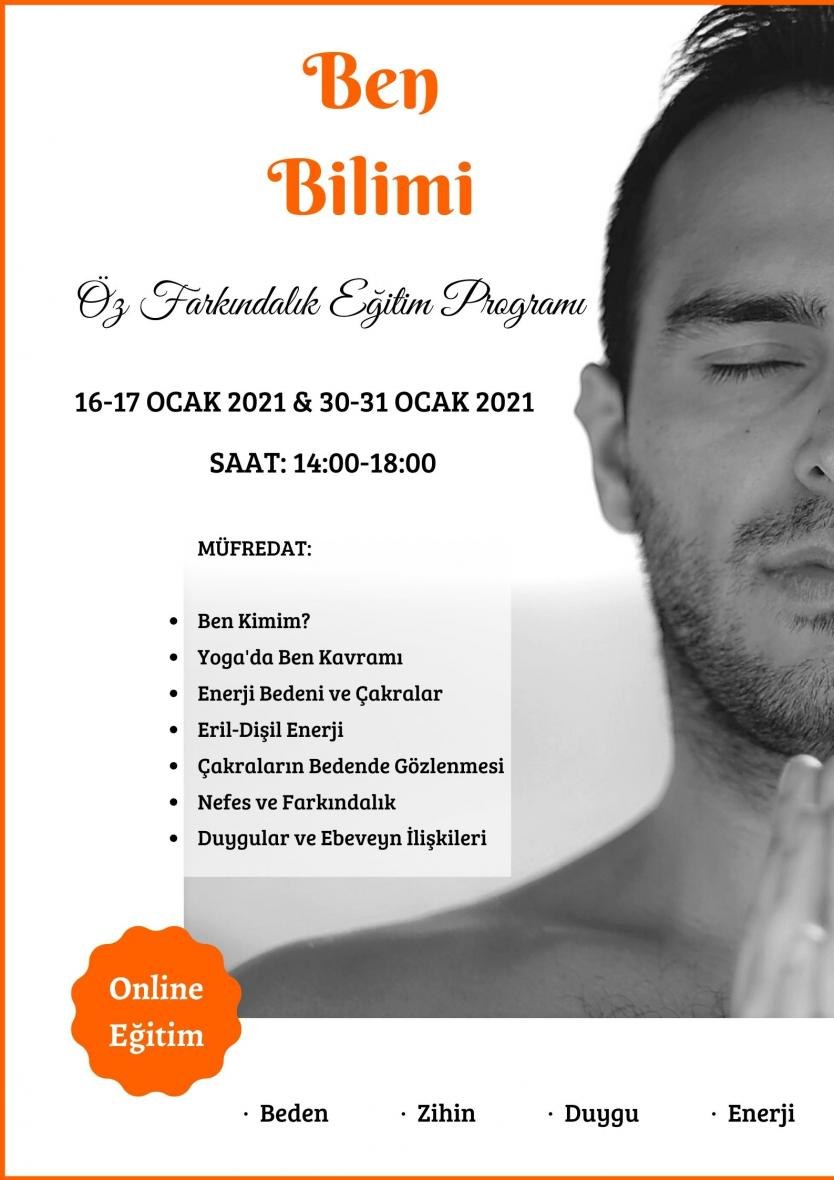 Ben
Bilimi
Öz Farkındalık Eğitim Programı
16-17 OCAK 2021 & 30-31 OCAK 2021
SAAT: 14:00-18:00
MÜFREDAT:
• Ben Kimim?
• Yoga'da Ben Kavramı
• Enerji Bedeni ve Çakralar
• Eril-Dişil Enerji
• Çakraların Bedende Gözlenmesi
• Nefes ve Farkındalık
• Duygular ve Ebeveyn İlişkileri
Online
Eğitim
· Beden · Zihin · Duygu · Enerji